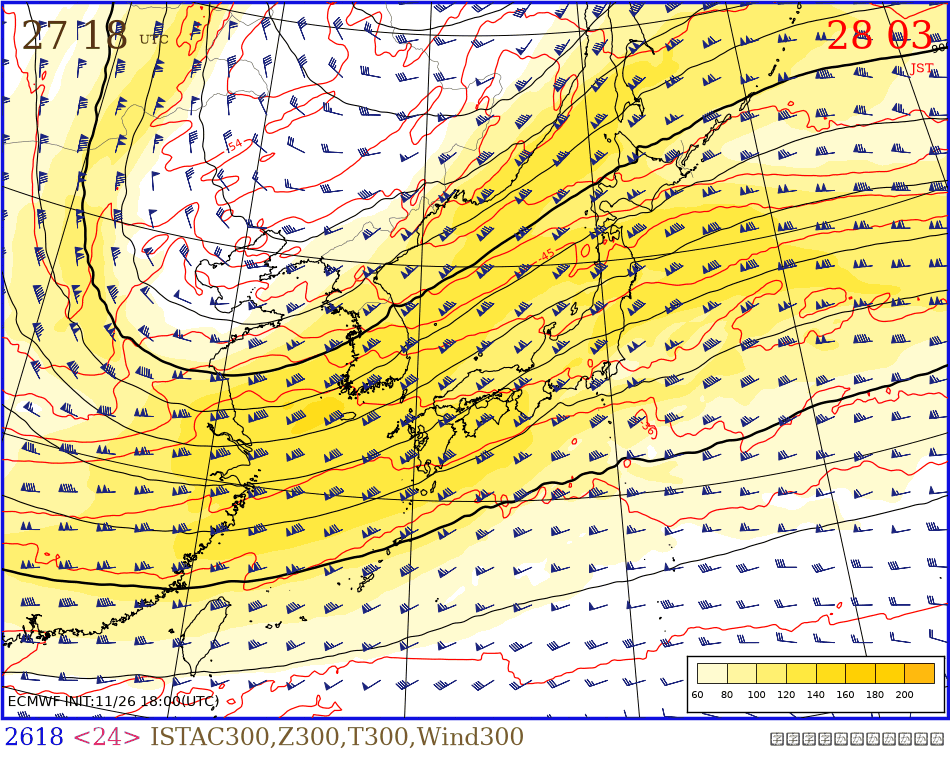 27 18 UTC
28 03
JST
-54
-45
-36
60 80 100 120 140 160 180 200
ECMWF INIT:11/26 18:00(UTC)
2618 <24> ISTAC300,Z300,T300,Wind300